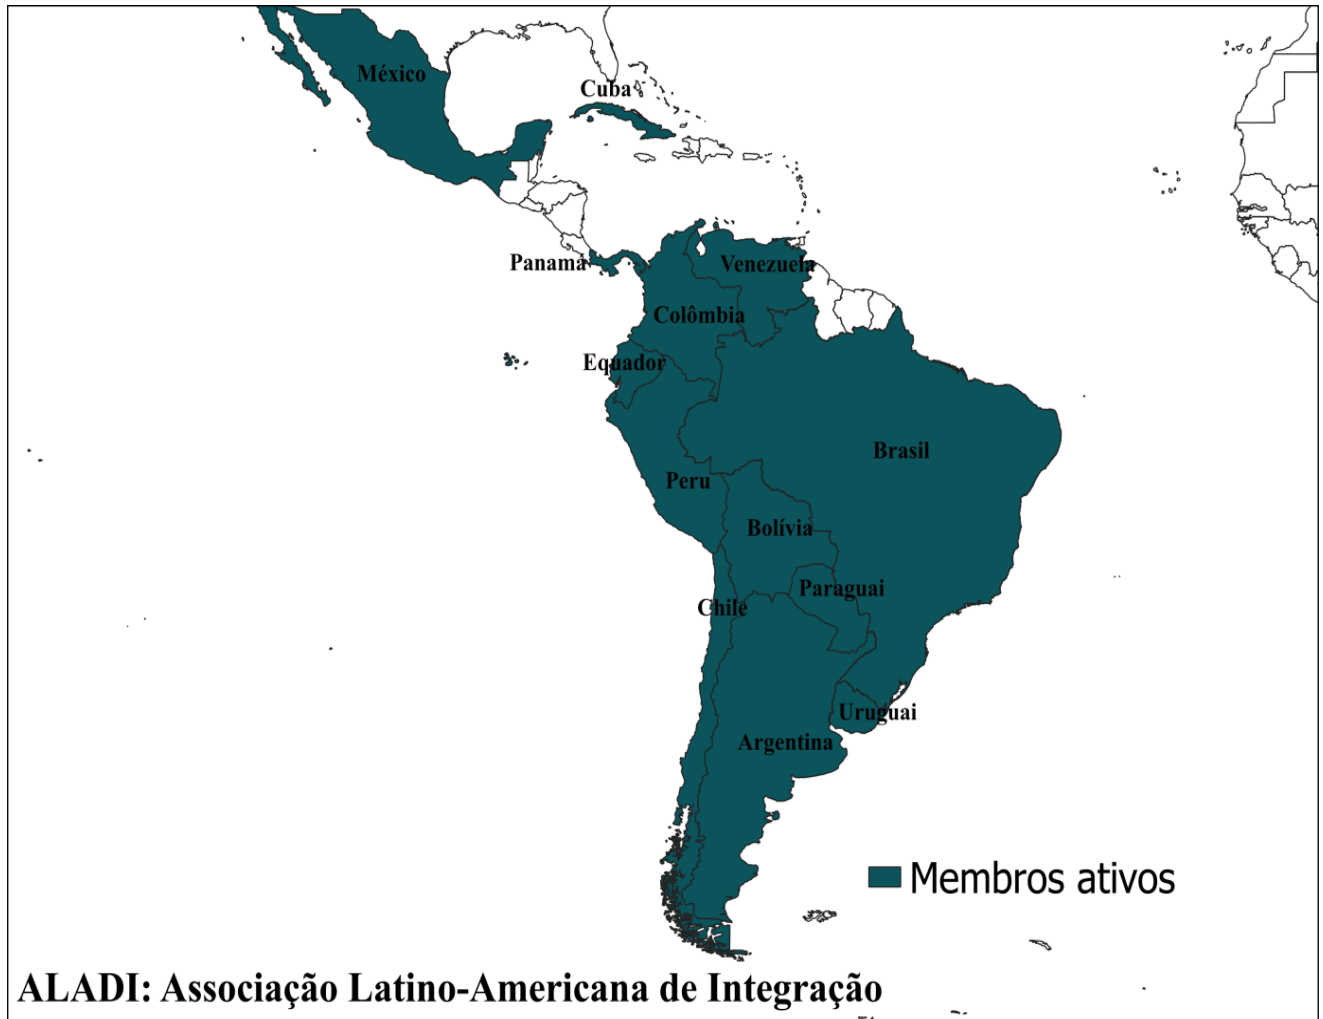 México
Cuba
Panamá
Venezuela
Colômbia
Equador
Brasil
Peru
Bolívia
Paraguai
Chile
Uruguai
Argentina
Membros ativos
ALADI: Associação Latino-Americana de Integração